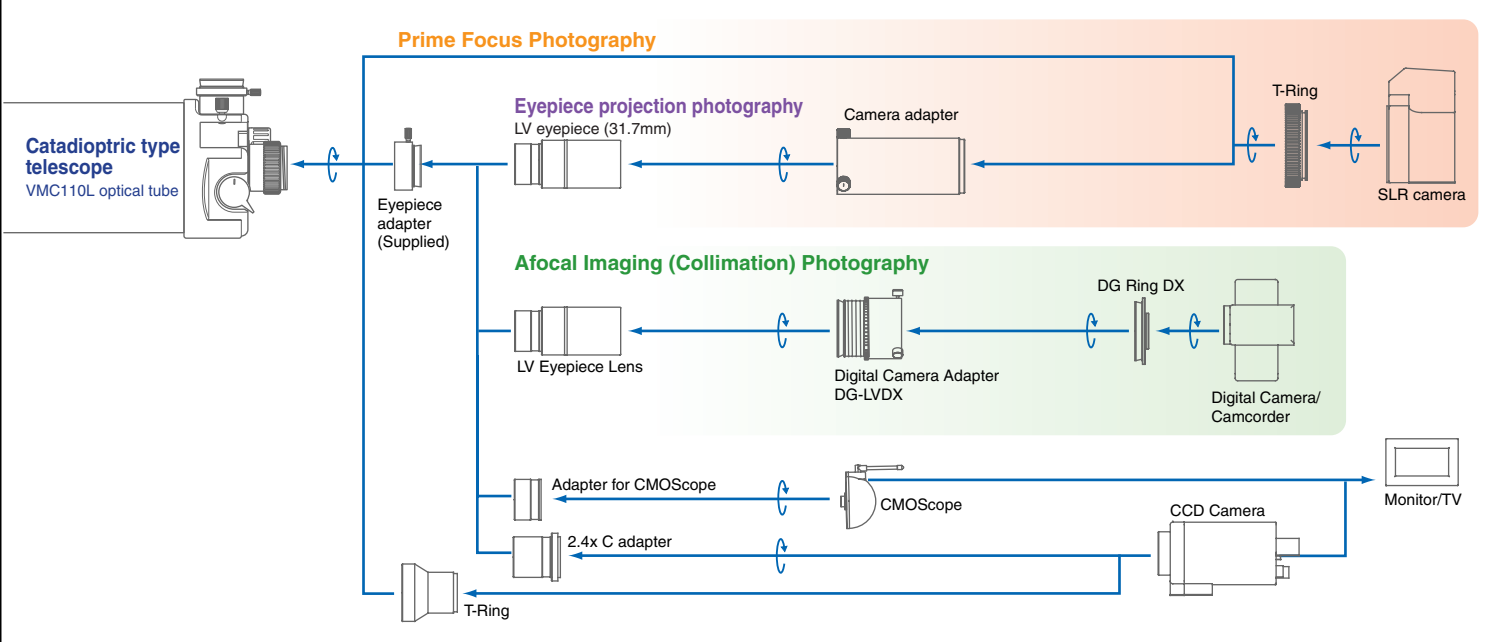 Prime Focus Photography
Eyepiece projection photography
LV eyepiece (31.7mm)
Camera adapter
T-Ring
SLR camera
Catadioptric type
telescope
VMC110L optical tube
Eyepiece
adapter
(Supplied)
Afocal Imaging (Collimation) Photography
LV Eyepiece Lens
Digital Camera Adapter
DG-LVDX
DG Ring DX
Digital Camera/
Camcorder
Adapter for CMOScope
CMOScope
Monitor/TV
2.4x C adapter
CCD Camera
T-Ring